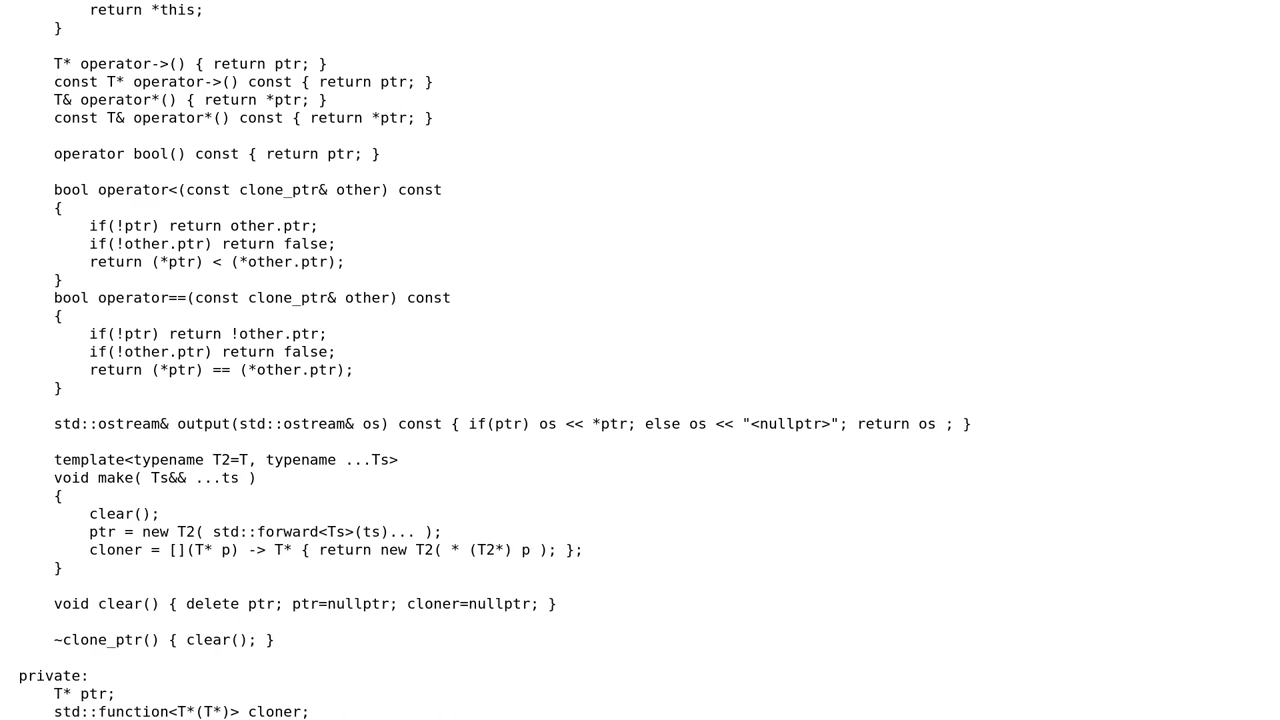 return *this;
    }

    T* operator->() { return ptr; }
    const T* operator->() const { return ptr; }
    T& operator*() { return *ptr; }
    const T& operator*() const { return *ptr; }

    operator bool() const { return ptr; }

    bool operator<(const clone_ptr& other) const
    {
        if(!ptr) return other.ptr;
        if(!other.ptr) return false;
        return (*ptr) < (*other.ptr);
    }
    bool operator==(const clone_ptr& other) const
    {
        if(!ptr) return !other.ptr;
        if(!other.ptr) return false;
        return (*ptr) == (*other.ptr);
    }

    std::ostream& output(std::ostream& os) const { if(ptr) os << *ptr; else os << "<nullptr>"; return os ; }

    template<typename T2=T, typename ...Ts>
    void make( Ts&& ...ts )
    {
        clear();
        ptr = new T2( std::forward<Ts>(ts)... );
        cloner = [](T* p) -> T* { return new T2( * (T2*) p ); };
    }

    void clear() { delete ptr; ptr=nullptr; cloner=nullptr; }

    ~clone_ptr() { clear(); }

private:
    T* ptr;
    std::function<T*(T*)> cloner;